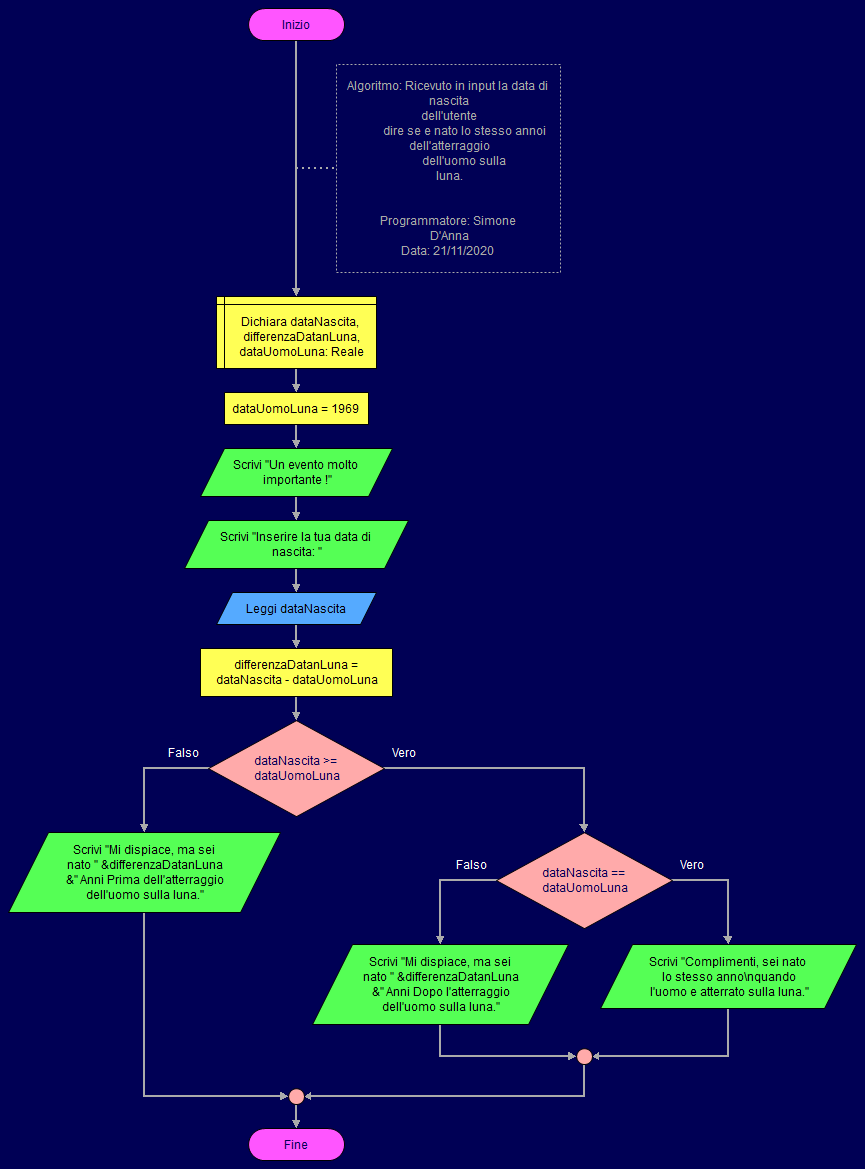 Inizio
Algoritmo: Ricevuto in input la data di
nascita
dell'utente
dire se e nato lo stesso annoi
dell'atterraggio
dell'uomo sulla
luna.
Programmatore: Simone
D'Anna
Data: 21/11/2020
Dichiara dataNascita,
differenzaDatanLuna,
dataUomoLuna: Reale
dataUomoLuna = 1969
Scrivi "Un evento molto
importante !"
Scrivi "Inserire la tua data di
nascita: "
Leggi dataNascita
differenzaDatanLuna =
dataNascita - dataUomoLuna
Falso
dataNascita >=
dataUomoLuna
Vero
Scrivi "Mi dispiace, ma sei
nato " &differenzaDatanLuna
&" Anni Prima dell'atterraggio
dell'uomo sulla luna."
Falso
dataNascita ==
dataUomoLuna
Vero
Scrivi "Mi dispiace, ma sei
nato " &differenzaDatanLuna
&" Anni Dopo l'atterraggio
dell'uomo sulla luna."
Scrivi "Complimenti, sei nato
lo stesso anno\nquando
l'uomo e atterrato sulla luna."
Fine